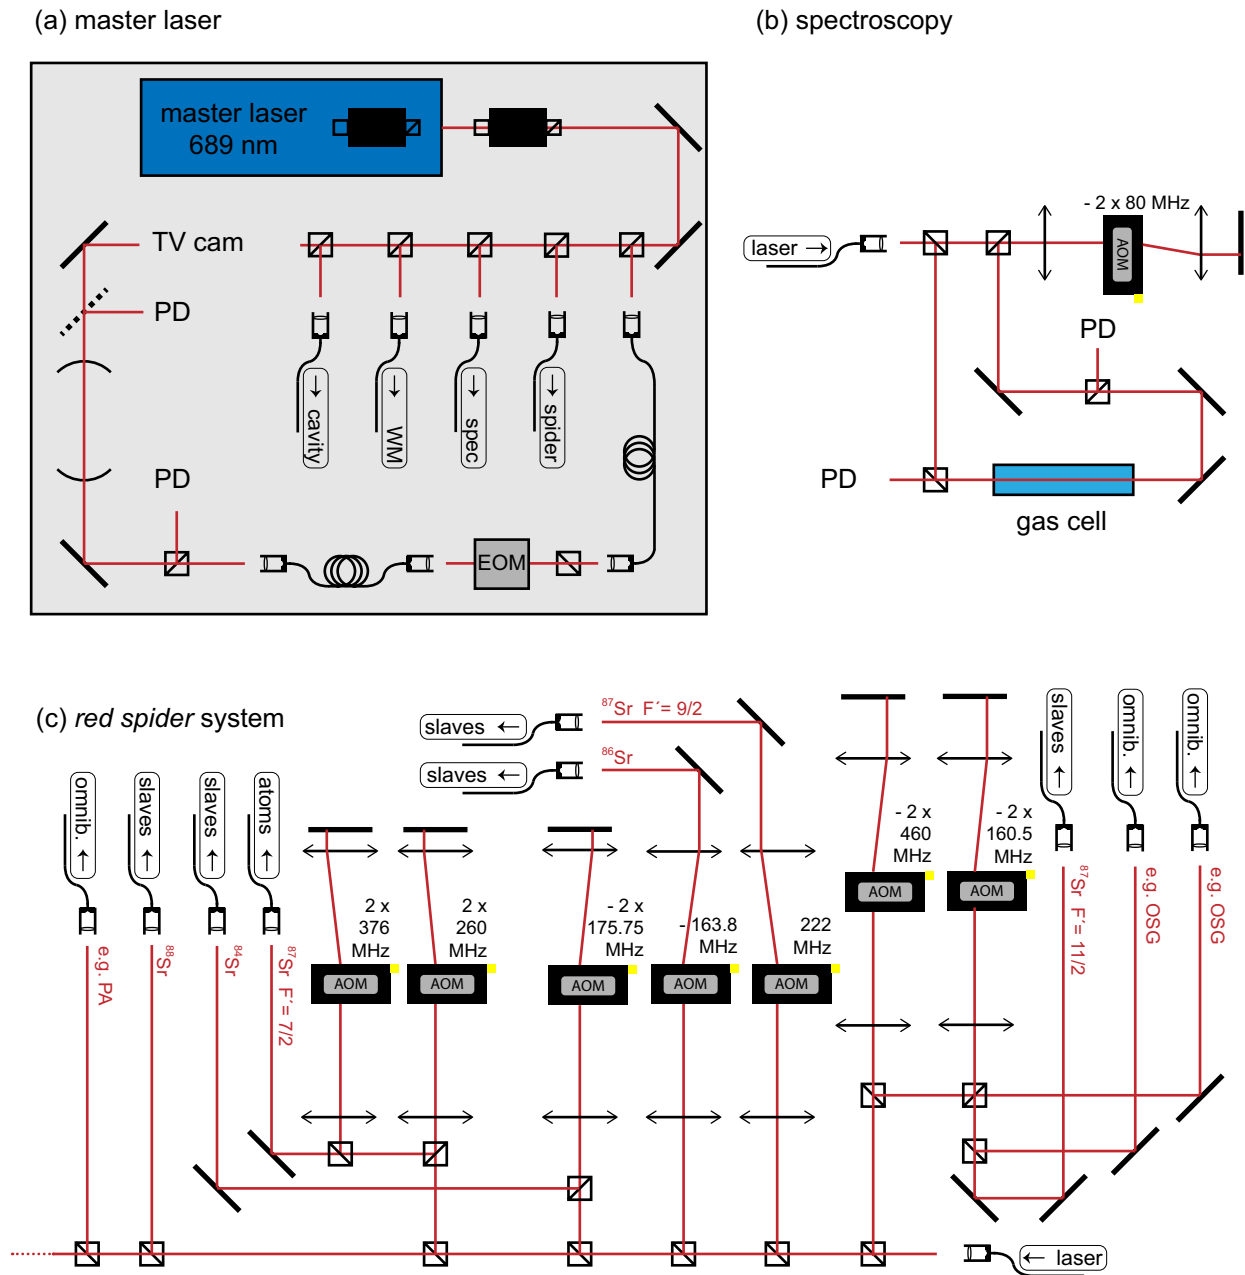 (a) master laser
(b) spectroscopy
master laser
689 nm
TV cam
PD
PD
cavity →
WM →
spec →
spider →
EOM
laser →
- 2 x 80 MHz
AOM
PD
PD
gas cell
(c) red spider system
omnib. ←
slaves ←
slaves ←
atoms ←
e.g. PA
⁸⁸Sr
⁸⁴Sr
⁸⁷Sr F´= 7/2
slaves ←
⁸⁷Sr F´= 9/2
slaves ←
⁸⁶Sr
2 x
376
MHz
AOM
2 x
260
MHz
AOM
- 2 x
175.75
MHz
AOM
- 163.8
MHz
AOM
222
MHz
AOM
- 2 x
460
MHz
AOM
- 2 x
160.5
MHz
AOM
slaves ←
omnib. ←
omnib. ←
⁸⁷Sr F´= 11/2
e.g. OSG
e.g. OSG
← laser